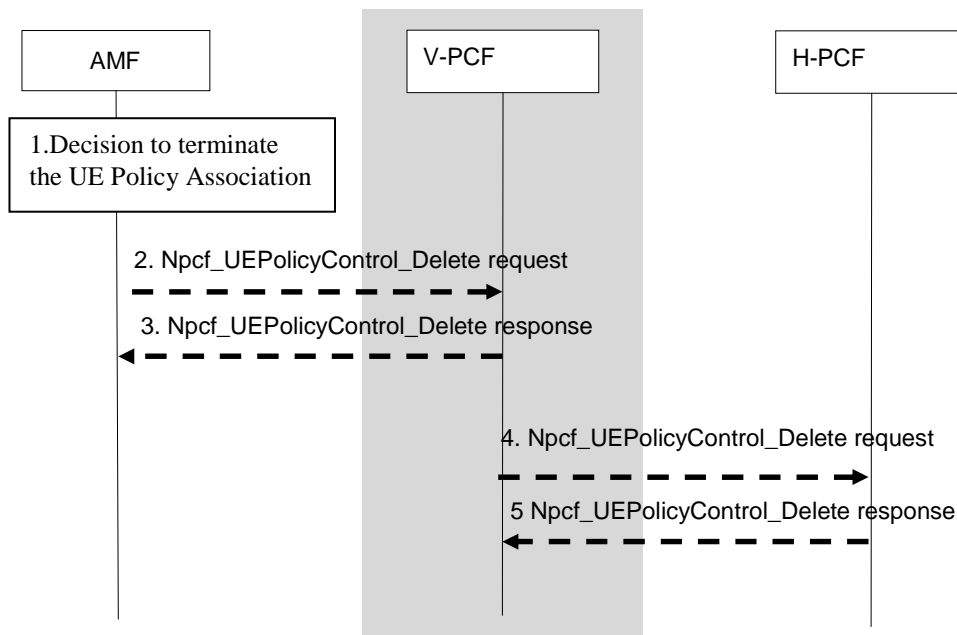 AMF
V-PCF
H-PCF
1.Decision to terminate
the UE Policy Association
2. Npcf_UEPolicyControl_Delete request
3. Npcf_UEPolicyControl_Delete response
4. Npcf_UEPolicyControl_Delete request
5 Npcf_UEPolicyControl_Delete response